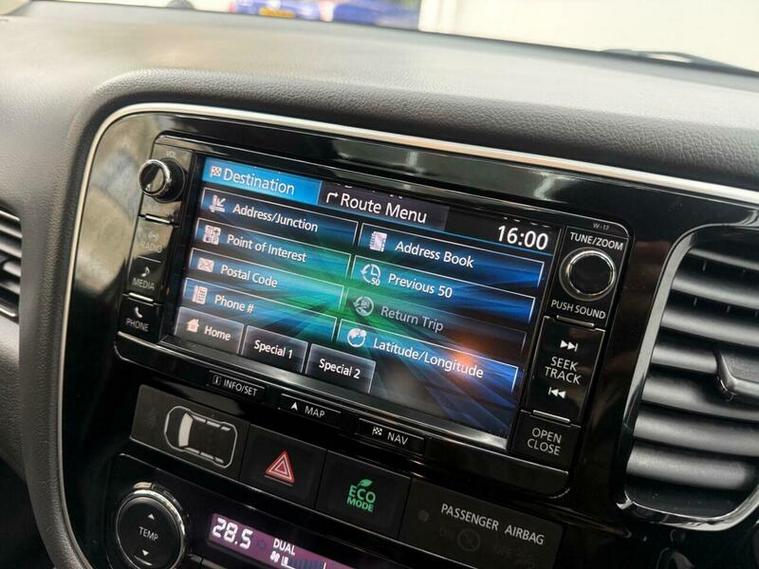 Destination
Route Menu
16:00
Address/Junction
Address Book
Point of Interest
Previous 50
50
Postal Code
Return Trip
Phone #
Latitude/Longitude
Home
Special 1
Special 2
RADIO
MEDIA
PHONE
W-12
TUNE/ZOOM
PUSH SOUND
SEEK
TRACK
OPEN
CLOSE
INFO/SET
MAP
NAV
ECO
MODE
PASSENGER AIRBAG
TEMP
28.5
DUAL